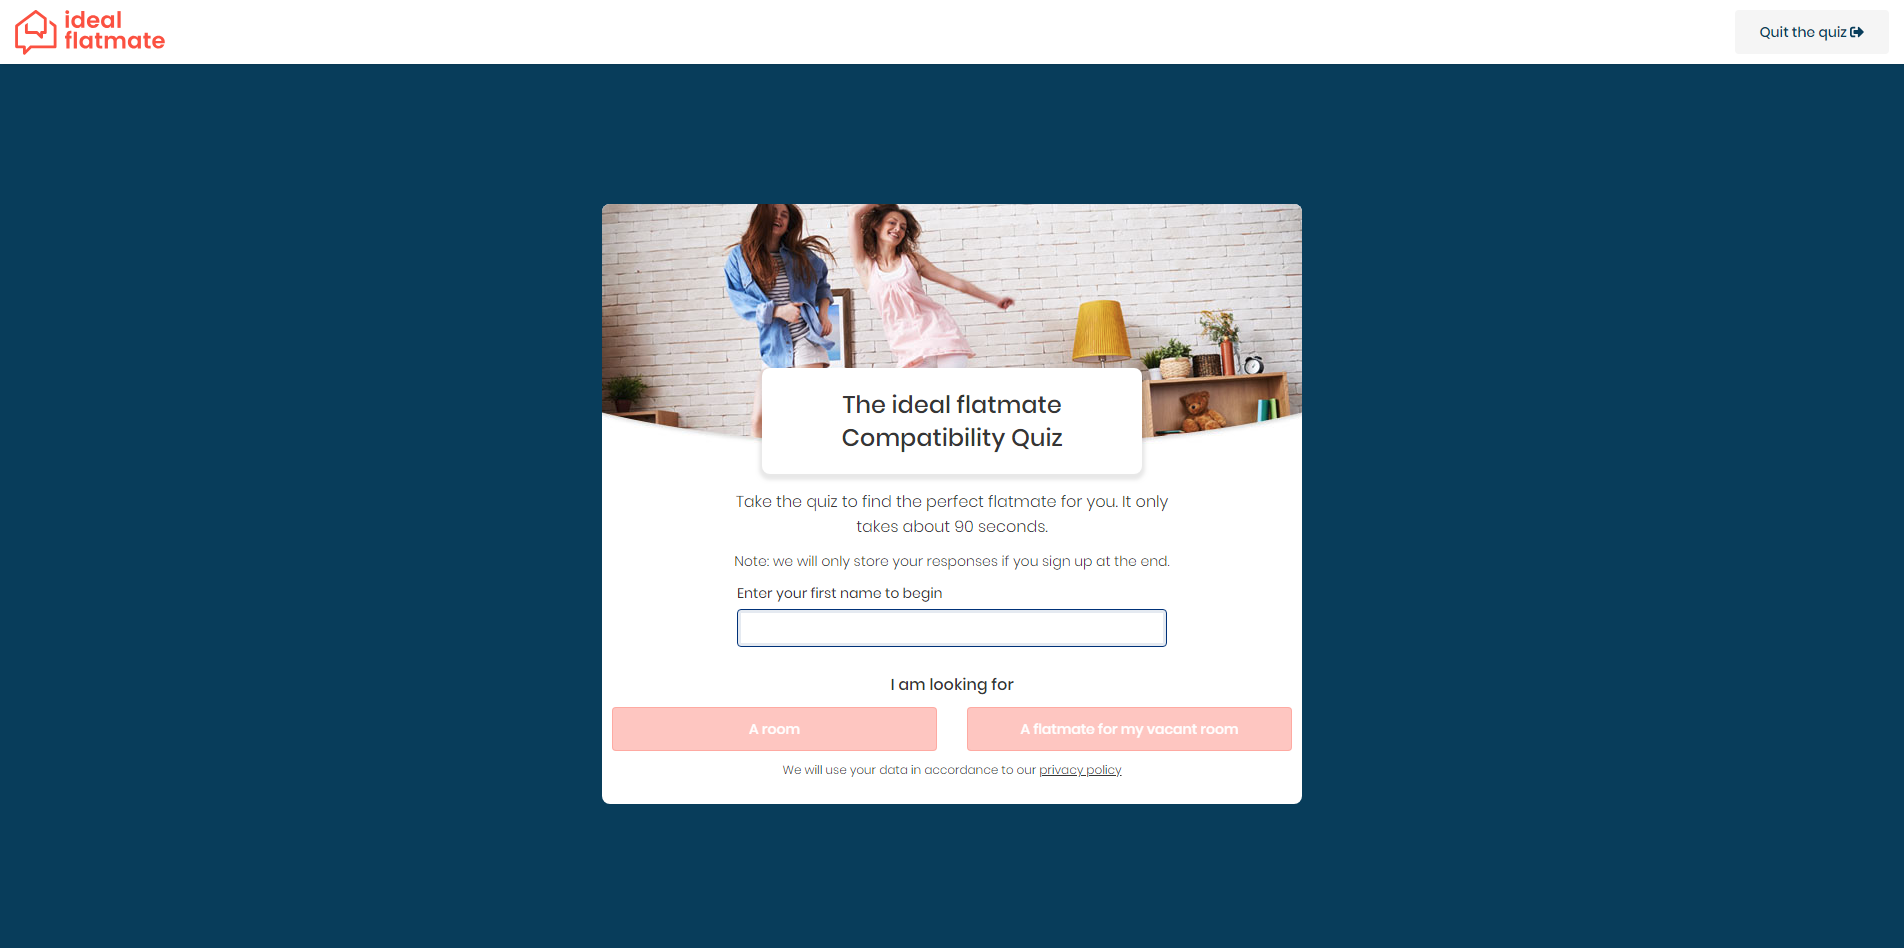 ideal
flatmate
Quit the quiz
The ideal flatmate
Compatibility Quiz
Take the quiz to find the perfect flatmate for you. It only
takes about 90 seconds.
Note: we will only store your responses if you sign up at the end.
Enter your first name to begin
I am looking for
A room
A flatmate for my vacant room
We will use your data in accordance to our privacy policy